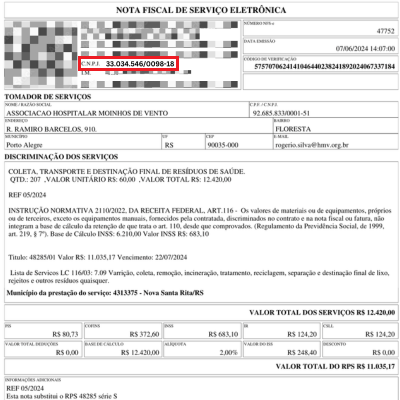 NOTA FISCAL DE SERVIÇO ELETRÔNICA
NÚMERO NFS-e
47752
DATA EMISSÃO
07/06/2024 14:07:00
CÓDIGO DE VERIFICAÇÃO
575707062414104644023824189202406733​7184
C.N.P.J. 33.034.546/0098-18
TOMADOR DE SERVIÇOS
NOME / RAZÃO SOCIAL C.P.F. / C.N.P.J.
ASSOCIACAO HOSPITALAR MOINHOS DE VENTO 92.685.833/0001-51
ENDEREÇO BAIRRO
R. RAMIRO BARCELOS, 910. FLORESTA
MUNICÍPIO UF CEP E-MAIL
Porto Alegre RS 90035-000 rogerio.silva@hmv.org.br
DISCRIMINAÇÃO DOS SERVIÇOS
COLETA, TRANSPORTE E DESTINAÇÃO FINAL DE RESÍDUOS DE SAÚDE.
QTD.: 207 ,VALOR UNITÁRIO R$: 60,00 ,VALOR TOTAL R$: 12.420,00
REF 05/2024
INSTRUÇÃO NORMATIVA 2110/2022, DA RECEITA FEDERAL, ART.116 - Os valores de materiais ou de equipamentos, próprios
ou de terceiros, exceto os equipamentos manuais, fornecidos pela contratada, discriminados no contrato e na nota fiscal ou fatura, não
integram a base de cálculo da retenção de que trata o art. 110, desde que comprovados. (Regulamento da Previdência Social, de 1999,
art. 219, § 7º). Base de Cálculo INSS R$: 6.210,00 Valor INSS R$: 683,10
Titulo: 48285/01 Valor R$: 11.035,17 Vencimento: 22/07/2024
Lista de Servicos LC 116/03: 7.09 Varrição, coleta, remoção, incineração, tratamento, reciclagem, separação e destinação final de lixo,
rejeitos e outros resíduos quaisquer.
Município da prestação do serviço: 4313375 - Nova Santa Rita/RS
VALOR TOTAL DOS SERVIÇOS R$ 12.420,00
PIS COFINS INSS IR CSLL
R$ 80,73 R$ 372,60 R$ 683,10 R$ 124,20 R$ 124,20
VALOR DEDUÇÕES BASE DE CÁLCULO ALÍQUOTA VALOR DO ISS DESCONTO
R$ 0,00 R$ 12.420,00 2,00% R$ 248,40 R$ 0,00
VALOR TOTAL DO RPS R$ 11.035,17
INFORMAÇÕES ADICIONAIS
REF 05/2024
Esta nota substitui o RPS 48285 série S